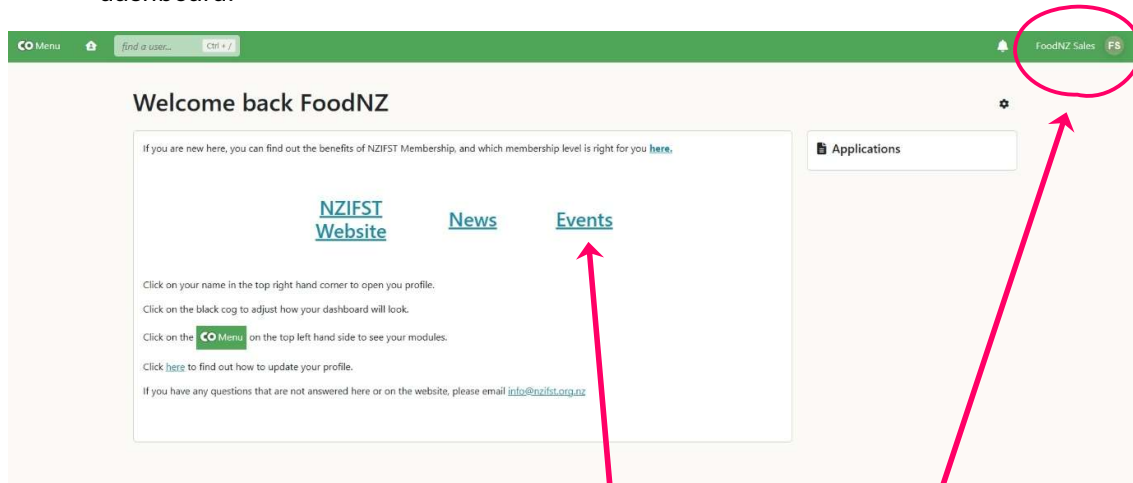 dashboard.
CO Menu find a user... Ctrl + / FoodNZ Sales FS
Welcome back FoodNZ
If you are new here, you can find out the benefits of NZIFST Membership, and which membership level is right for you here.
Applications
NZIFST
Website
News
Events
Click on your name in the top right hand corner to open you profile.
Click on the black cog to adjust how your dashboard will look.
Click on the CO Menu on the top left hand side to see your modules.
Click here to find out how to update your profile.
If you have any questions that are not answered here or on the website, please email info@nzifst.org.nz